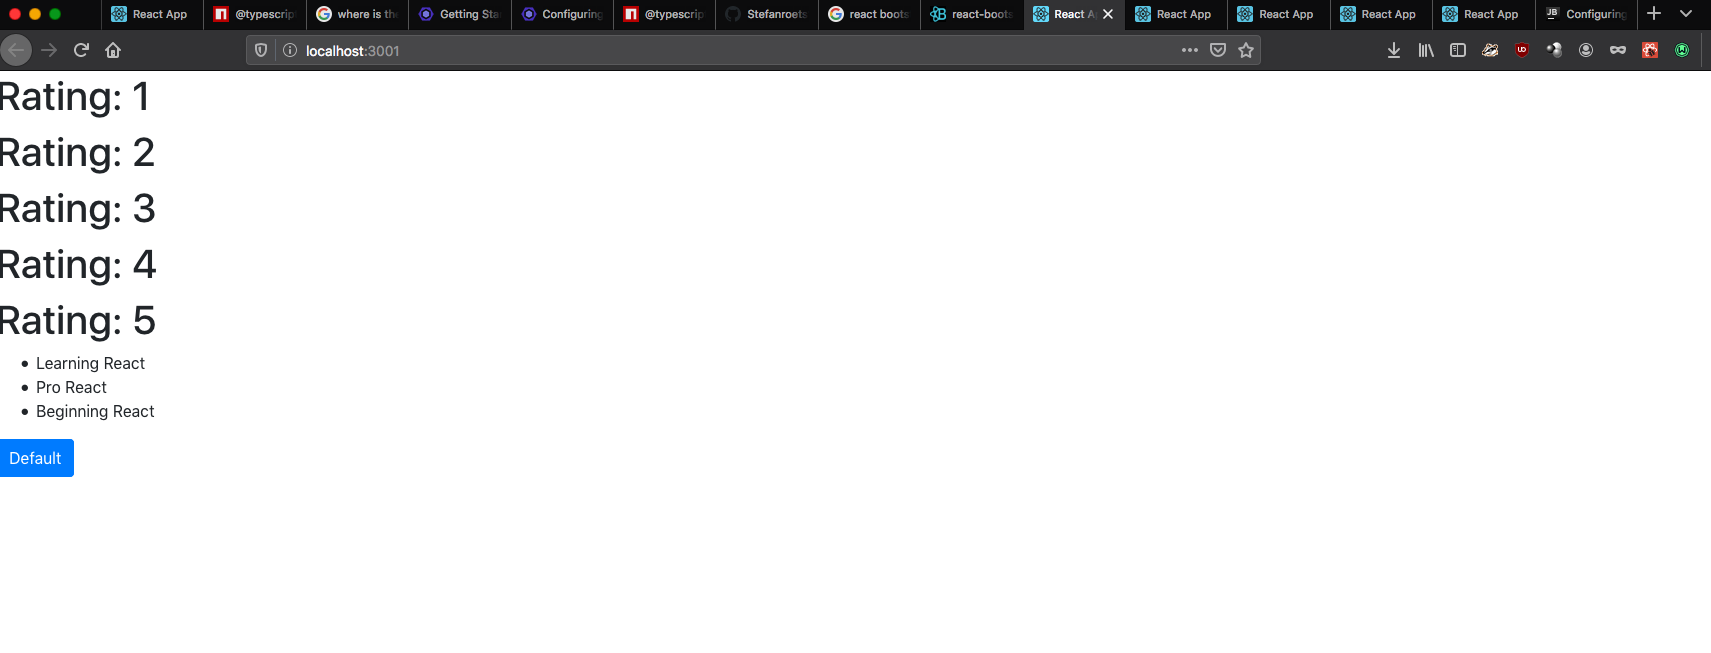 React App
@typescrip
where is the
Getting Sta
Configuring
@typescrip
Stefanroets
react boots
react-boots
React A
React App
React App
React App
React App
JB
Configuring
localhost:3001
Rating: 1
Rating: 2
Rating: 3
Rating: 4
Rating: 5
• Learning React
• Pro React
• Beginning React
Default